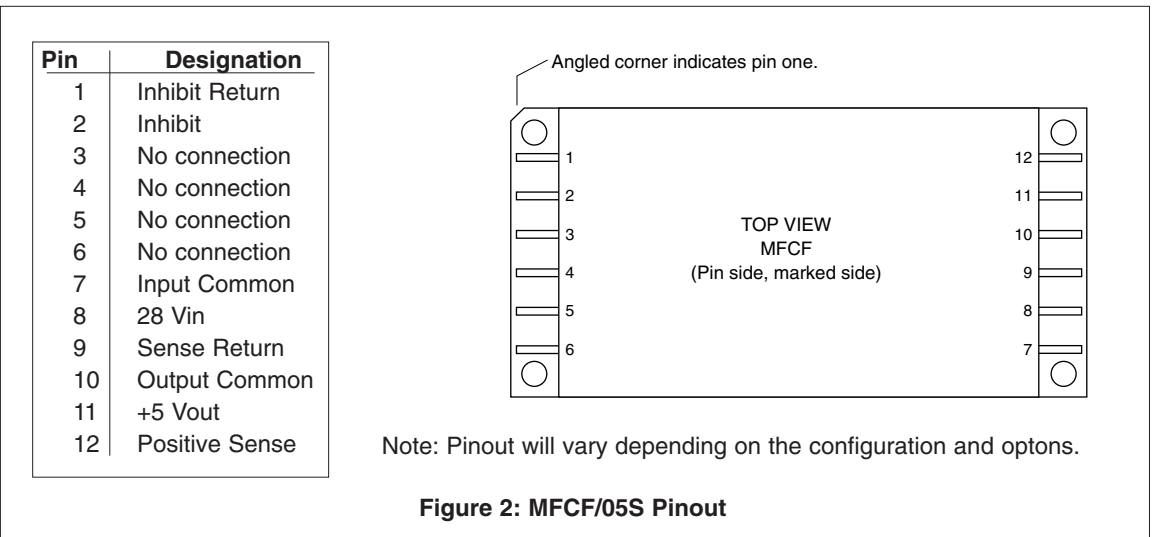 Pin Designation
1 Inhibit Return
2 Inhibit
3 No connection
4 No connection
5 No connection
6 No connection
7 Input Common
8 28 Vin
9 Sense Return
10 Output Common
11 +5 Vout
12 Positive Sense
Angled corner indicates pin one.
1 12
2 11
3 10
4 9
5 8
6 7
TOP VIEW
MFCF
(Pin side, marked side)
Note: Pinout will vary depending on the configuration and optons.
Figure 2: MFCF/05S Pinout